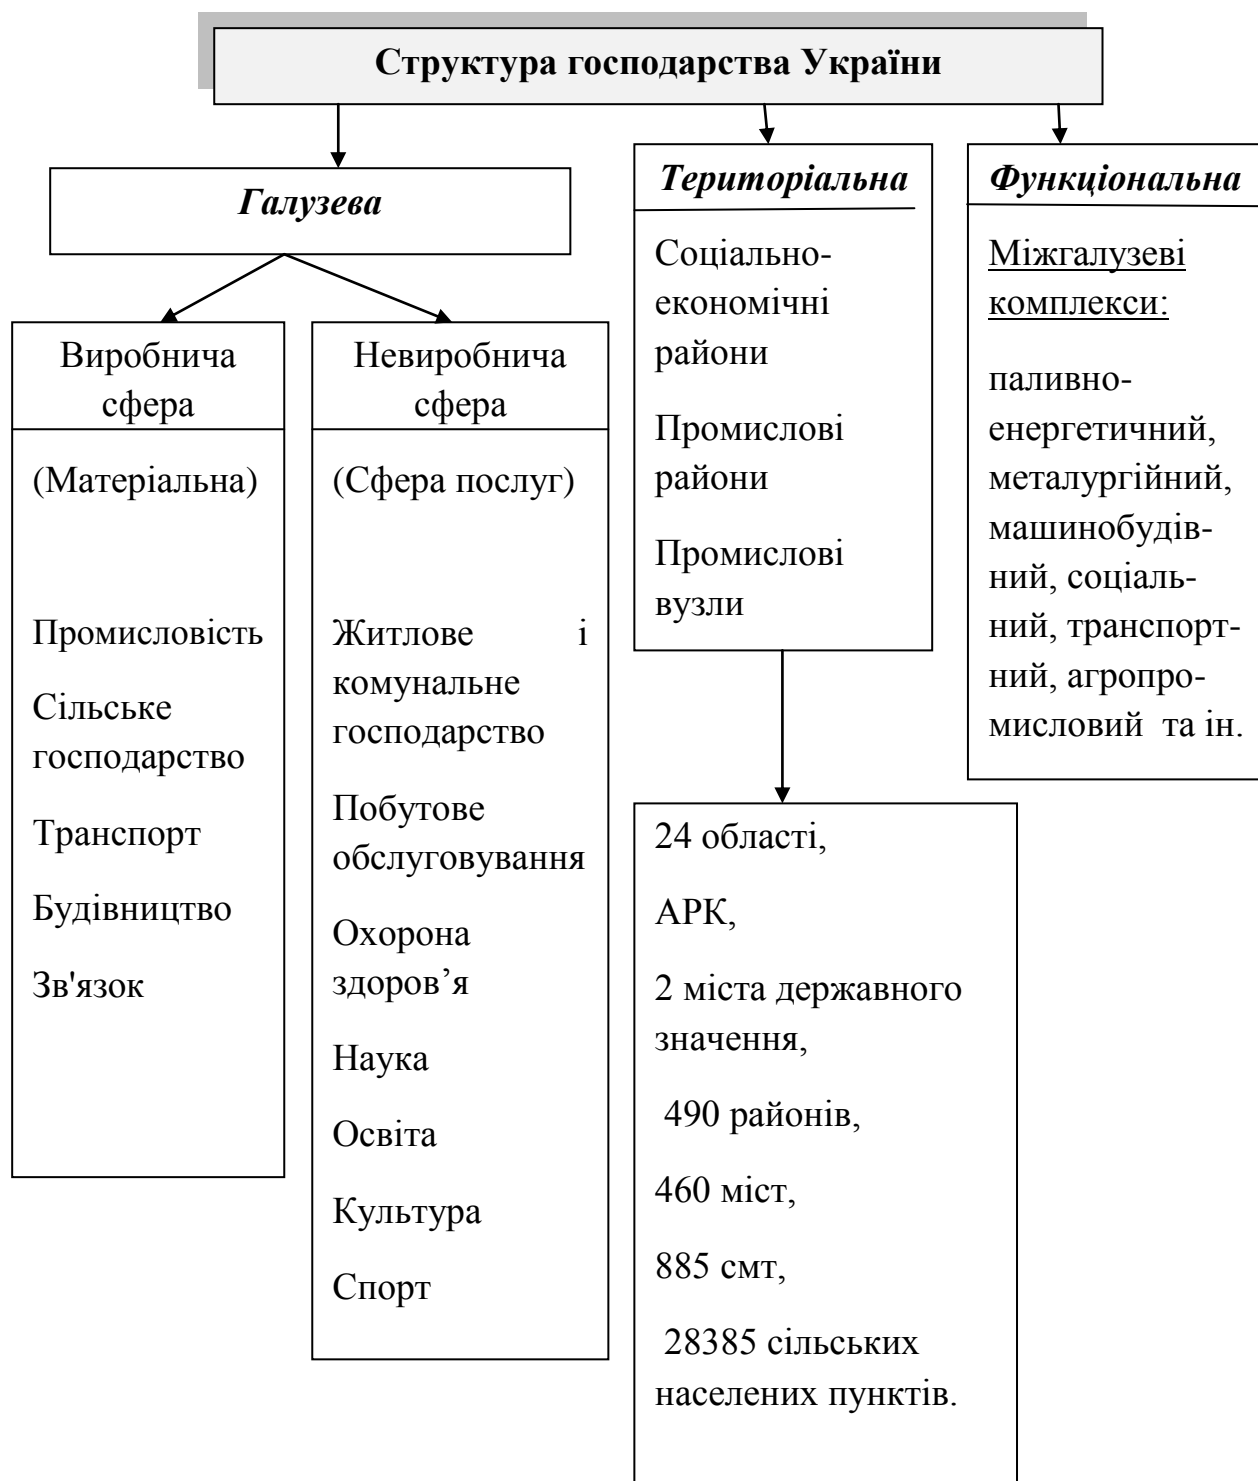 Структура господарства України
Галузева
Виробнича
сфера
(Матеріальна)
Промисловість
Сільське
господарство
Транспорт
Будівництво
Зв'язок
Невиробнича
сфера
(Сфера послуг)
Житлове і
комунальне
господарство
Побутове
обслуговування
Охорона
здоров’я
Наука
Освіта
Культура
Спорт
Територіальна
Соціально-
економічні
райони
Промислові
райони
Промислові
вузли
24 області,
АРК,
2 міста державного
значення,
490 районів,
460 міст,
885 смт,
28385 сільських
населених пунктів.
Функціональна
Міжгалузеві
комплекси:
паливно-
енергетичний,
металургійний,
машинобудів-
ний, соціаль-
ний, транспорт-
ний, агропро-
мисловий та ін.